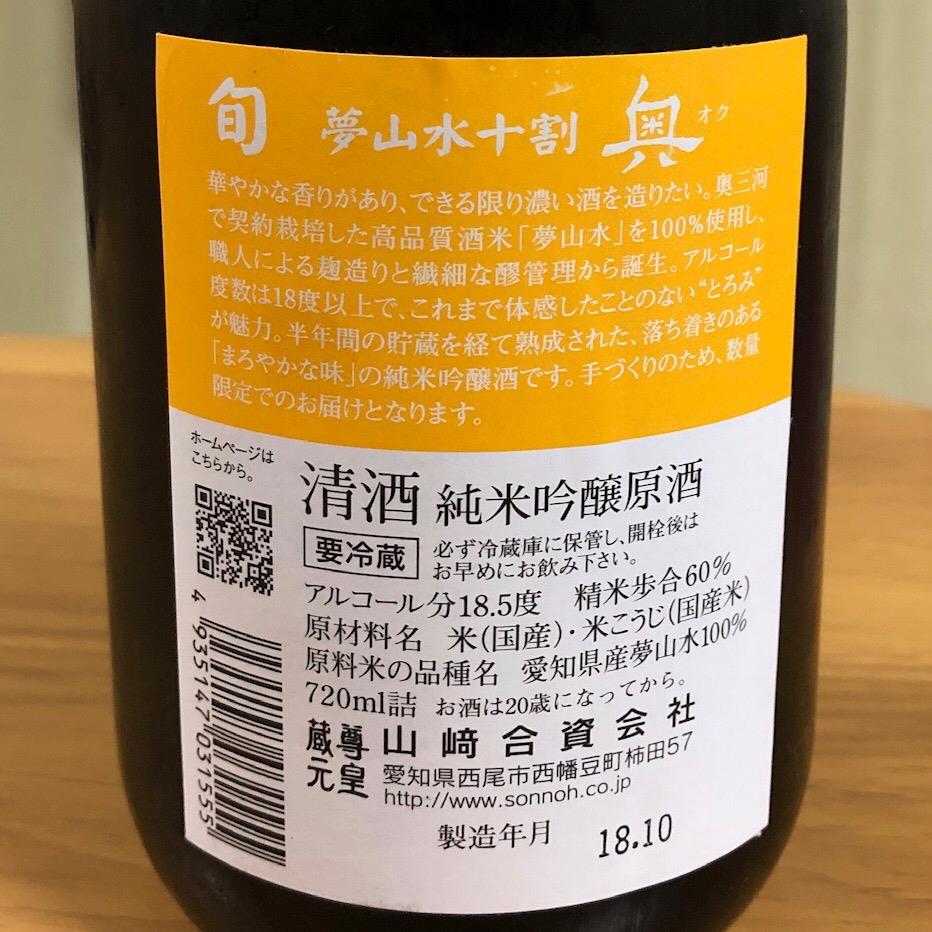 旬 夢山水十割 奥 オク
華やかな香りがあり、できる限り濃い酒を造りたい。奥三河
で契約栽培した高品質酒米「夢山水」を100%使用し、
職人による麹造りと繊細な醪管理から誕生。アルコール
度数は18度以上で、これまで体感したことのない“とろみ”
が魅力。半年間の貯蔵を経て熟成された、落ち着きのある
「まろやかな味」の純米吟醸酒です。手づくりのため、数量
限定でのお届けとなります。
ホームページは
こちらから。
清酒 純米吟醸原酒
要冷蔵 必ず冷蔵庫に保管し、開栓後は
お早めにお飲み下さい。
アルコール分18.5度 精米歩合60%
原材料名 米(国産)・米こうじ(国産米)
原料米の品種名 愛知県産夢山水100%
720ml詰 お酒は20歳になってから。
蔵元 尊皇 山﨑合資会社
愛知県西尾市西幡豆町柿田57
http://www.sonnoh.co.jp
製造年月 18.10
4 935147 031555